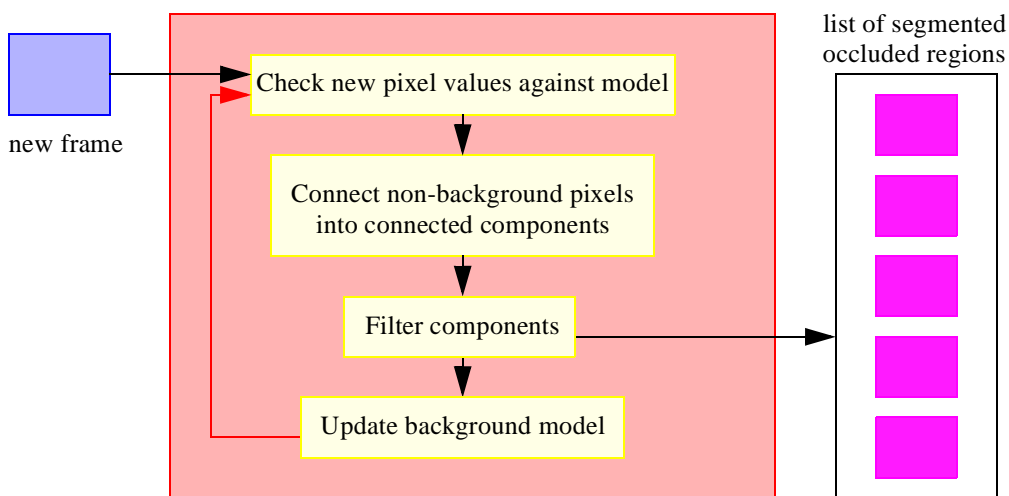 list of segmented
occluded regions
new frame
Check new pixel values against model
Connect non-background pixels
into connected components
Filter components
Update background model